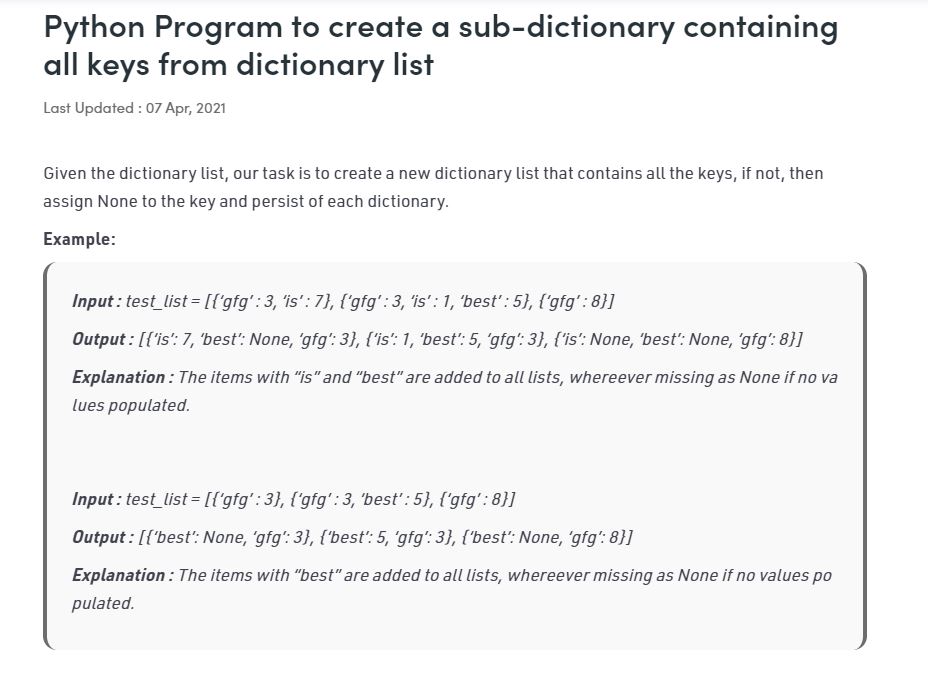 Python Program to create a sub-dictionary containing
all keys from dictionary list
Last Updated : 07 Apr, 2021
Given the dictionary list, our task is to create a new dictionary list that contains all the keys, if not, then
assign None to the key and persist of each dictionary.
Example:
Input : test_list = [{‘gfg’ : 3, ‘is’ : 7}, {‘gfg’ : 3, ‘is’ : 1, ‘best’ : 5}, {‘gfg’ : 8}]
Output : [{‘is’: 7, ‘best’: None, ‘gfg’: 3}, {‘is’: 1, ‘best’: 5, ‘gfg’: 3}, {‘is’: None, ‘best’: None, ‘gfg’: 8}]
Explanation : The items with “is” and “best” are added to all lists, whereever missing as None if no va
lues populated.
Input : test_list = [{‘gfg’ : 3}, {‘gfg’ : 3, ‘best’ : 5}, {‘gfg’ : 8}]
Output : [{‘best’: None, ‘gfg’: 3}, {‘best’: 5, ‘gfg’: 3}, {‘best’: None, ‘gfg’: 8}]
Explanation : The items with “best” are added to all lists, whereever missing as None if no values po
pulated.